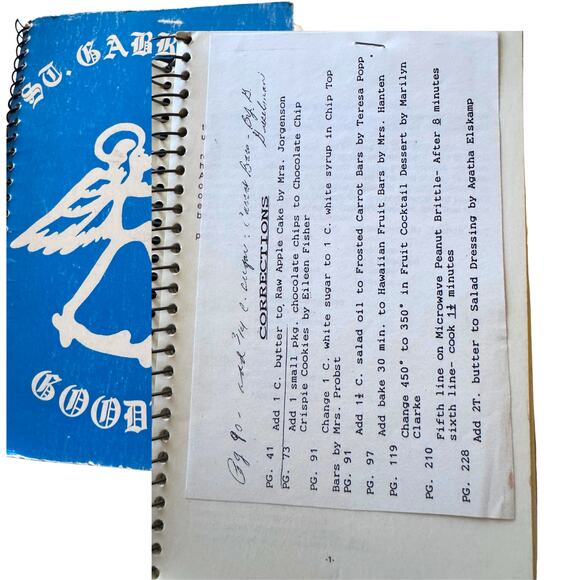 ST. GABR
GOOD
Pg 90 - add 3/4 c. sugar: Carrot Bars - By: B.
CORRECTIONS
PG. 41 Add 1 C. butter to Raw Apple Cake by Mrs. Jorgenson
PG. 73 Add 1 small pkg. chocolate chips to Chocolate Chip
Crispie Cookies by Eileen Fisher
PG. 91 Change 1 C. white sugar to 1 C. white syrup in Chip Top
Bars by Mrs. Probst
PG. 91 Add 1½ C. salad oil to Frosted Carrot Bars by Teresa Popp.
PG. 97 Add bake 30 min. to Hawaiian Fruit Bars by Mrs. Hanten
PG. 119 Change 450° to 350° in Fruit Cocktail Dessert by Marilyn
Clarke
PG. 210 Fifth line on Microwave Peanut Brittle- After 8 minutes
sixth line- cook 1½ minutes
PG. 228 Add 2T. butter to Salad Dressing by Agatha Elskamp
-1-